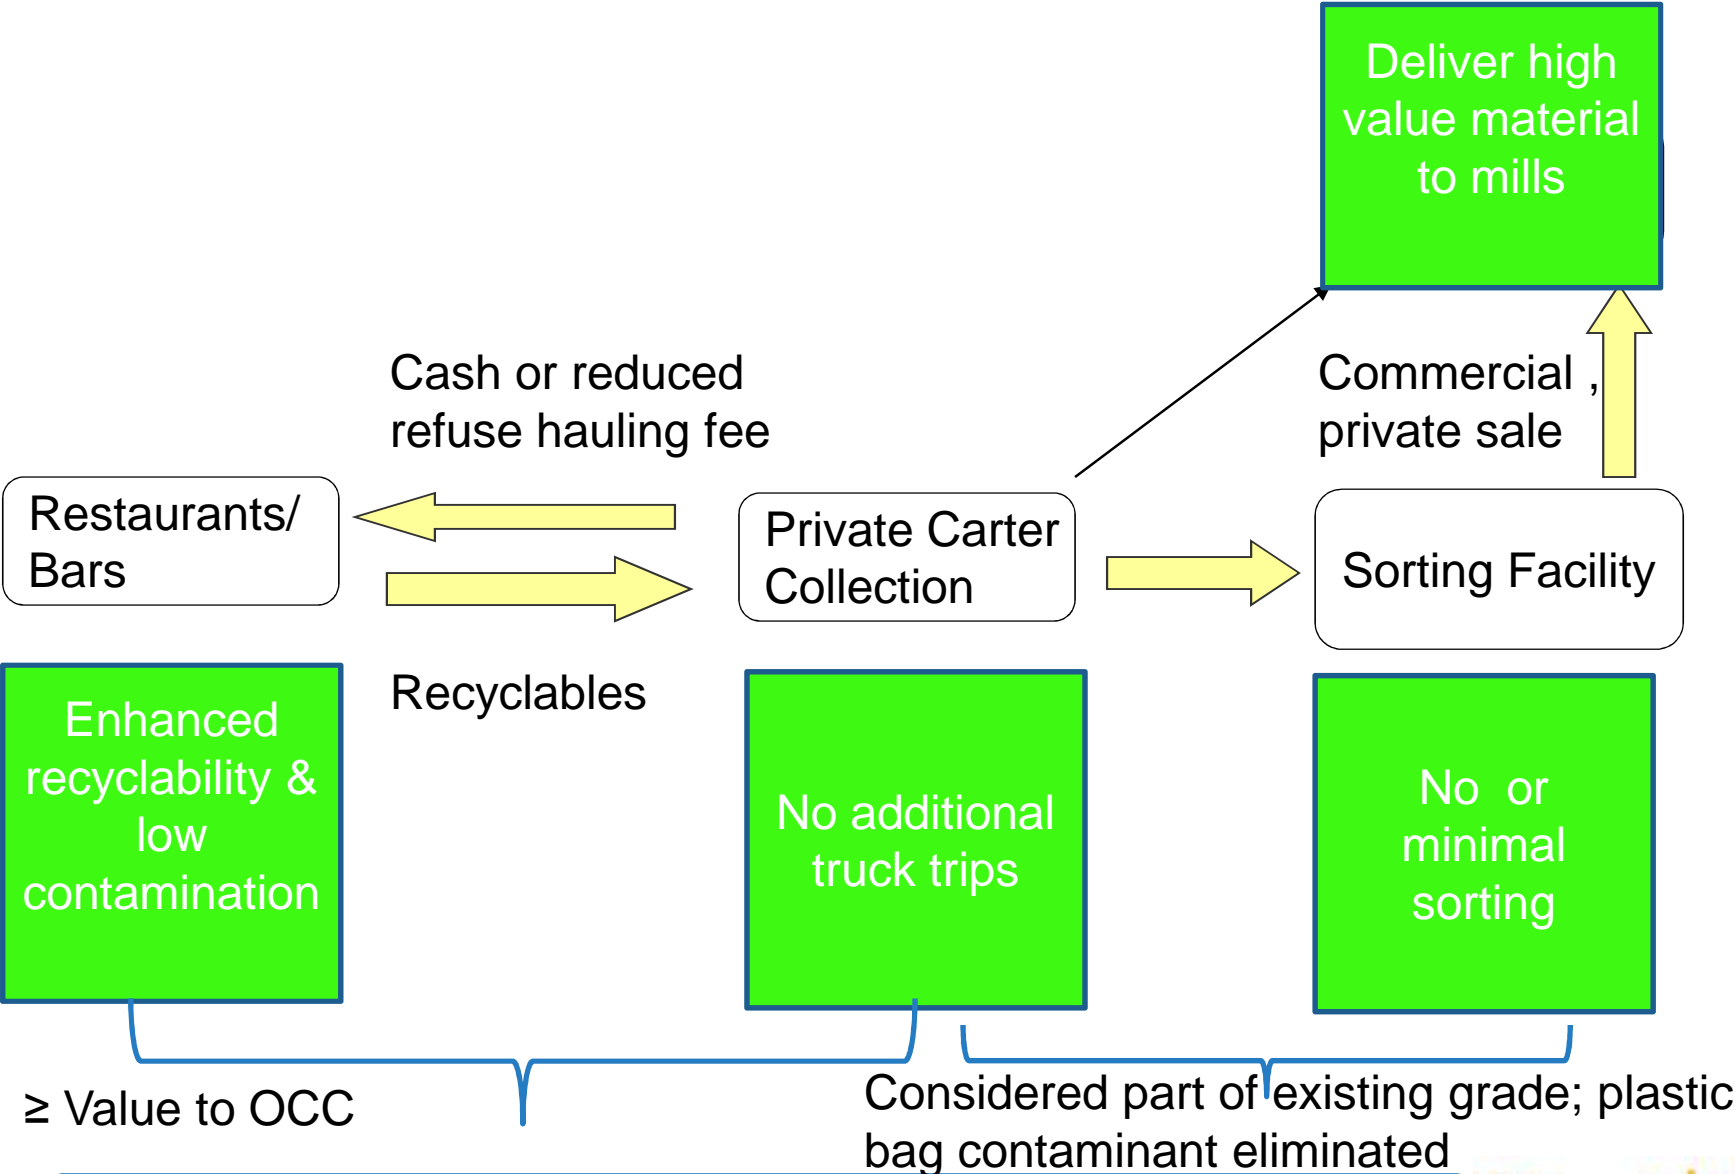 Deliver high
value material
to mills
Cash or reduced
refuse hauling fee
Commercial ,
private sale
Restaurants/
Bars
Private Carter
Collection
Sorting Facility
Recyclables
Enhanced
recyclability &
low
contamination
No additional
truck trips
No or
minimal
sorting
≥ Value to OCC
Considered part of existing grade; plastic
bag contaminant eliminated